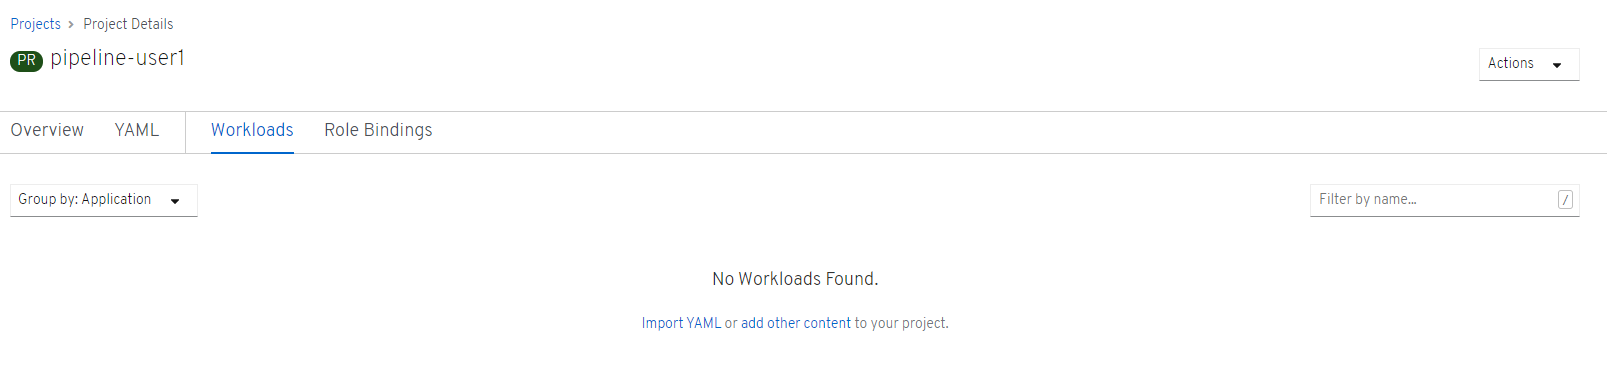 Projects > Project Details
PR pipeline-user1
Actions
Overview YAML Workloads Role Bindings
Group by: Application
Filter by name... /
No Workloads Found.
Import YAML or add other content to your project.